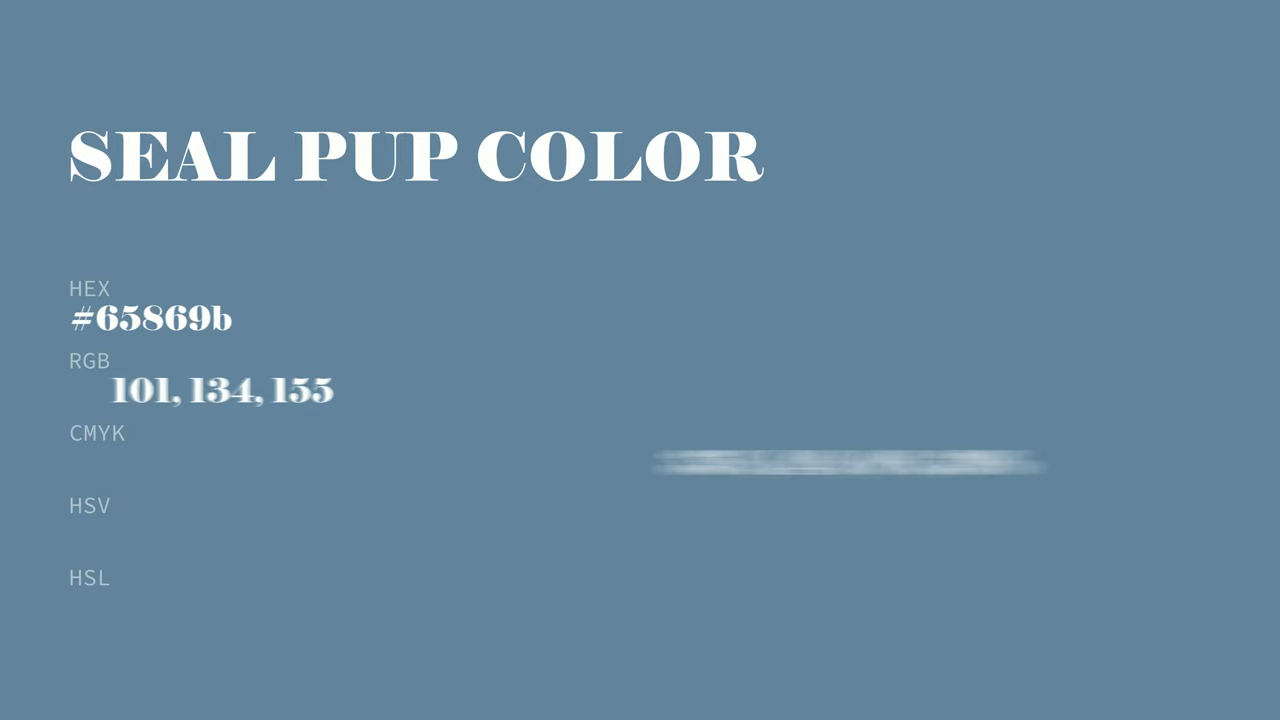 SEAL PUP COLOR
HEX
#65869b
RGB
101, 134, 155
CMYK
HSV
HSL